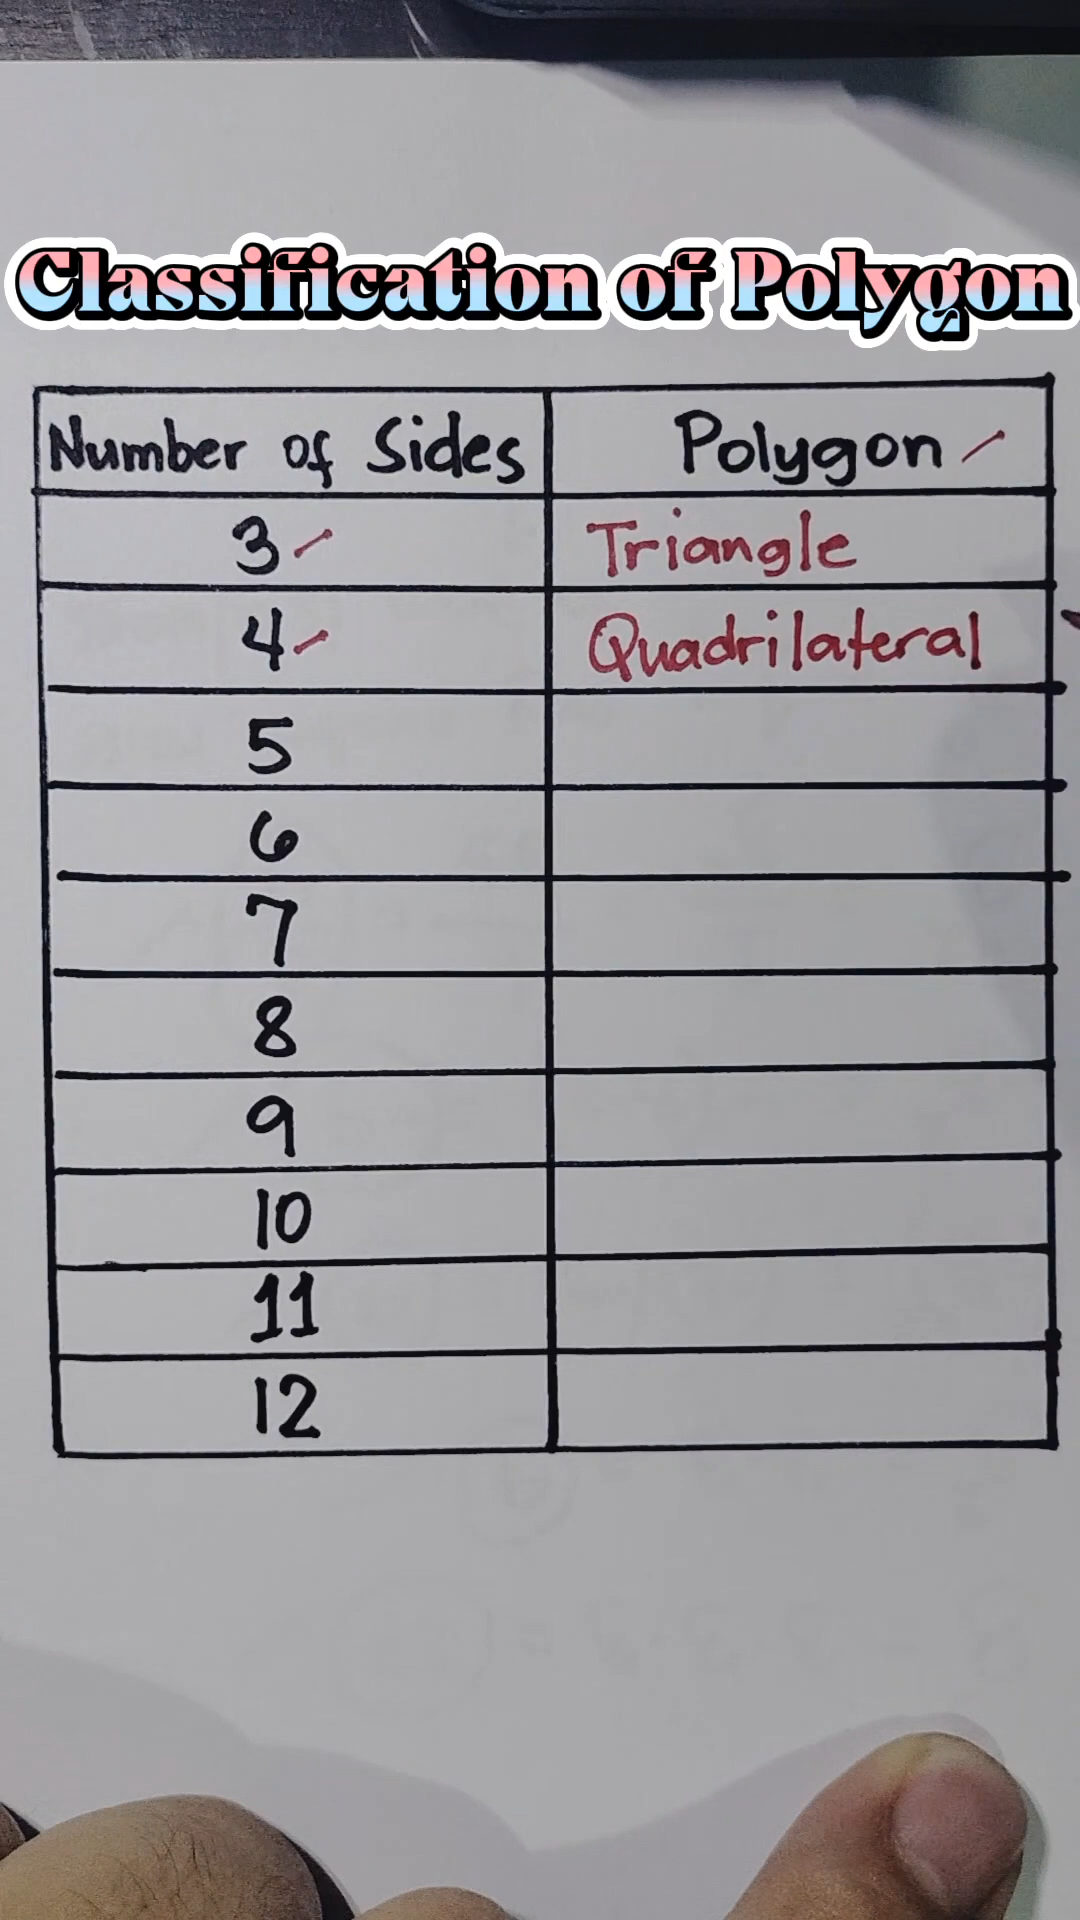 Classification of Polygon
Number of Sides Polygon
3 Triangle
4 Quadrilateral
5
6
7
8
9
10
11
12